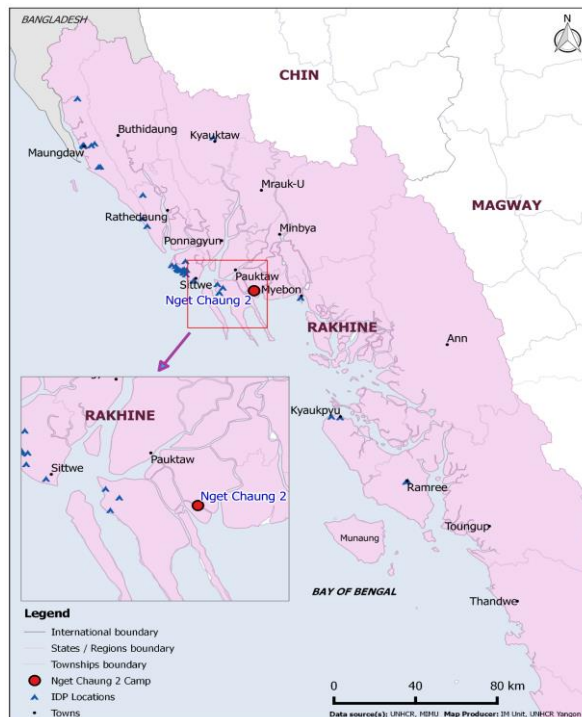 BANGLADESH
N
CHIN
Buthidaung
Kyauktaw
Maungdaw
Mrauk-U
MAGWAY
Rathedaung
Minbya
Ponnagyun
Pauktaw
Sittwe
Myebon
Nget Chaung 2
RAKHINE
Ann
RAKHINE
Kyaukpyu
Pauktaw
Sittwe
Nget Chaung 2
Ramree
Toungup
Munaung
BAY OF BENGAL
Thandwe
Legend
International boundary
States / Regions boundary
Townships boundary
Nget Chaung 2 Camp
IDP Locations
Towns
0 40 80 km
Data source(s): UNHCR, MIMU Map Producer: IM Unit, UNHCR Yangon